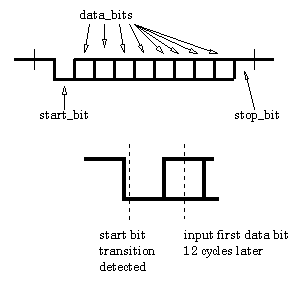 data_bits
start_bit
stop_bit
start bit
transition
detected
input first data bit
12 cycles later